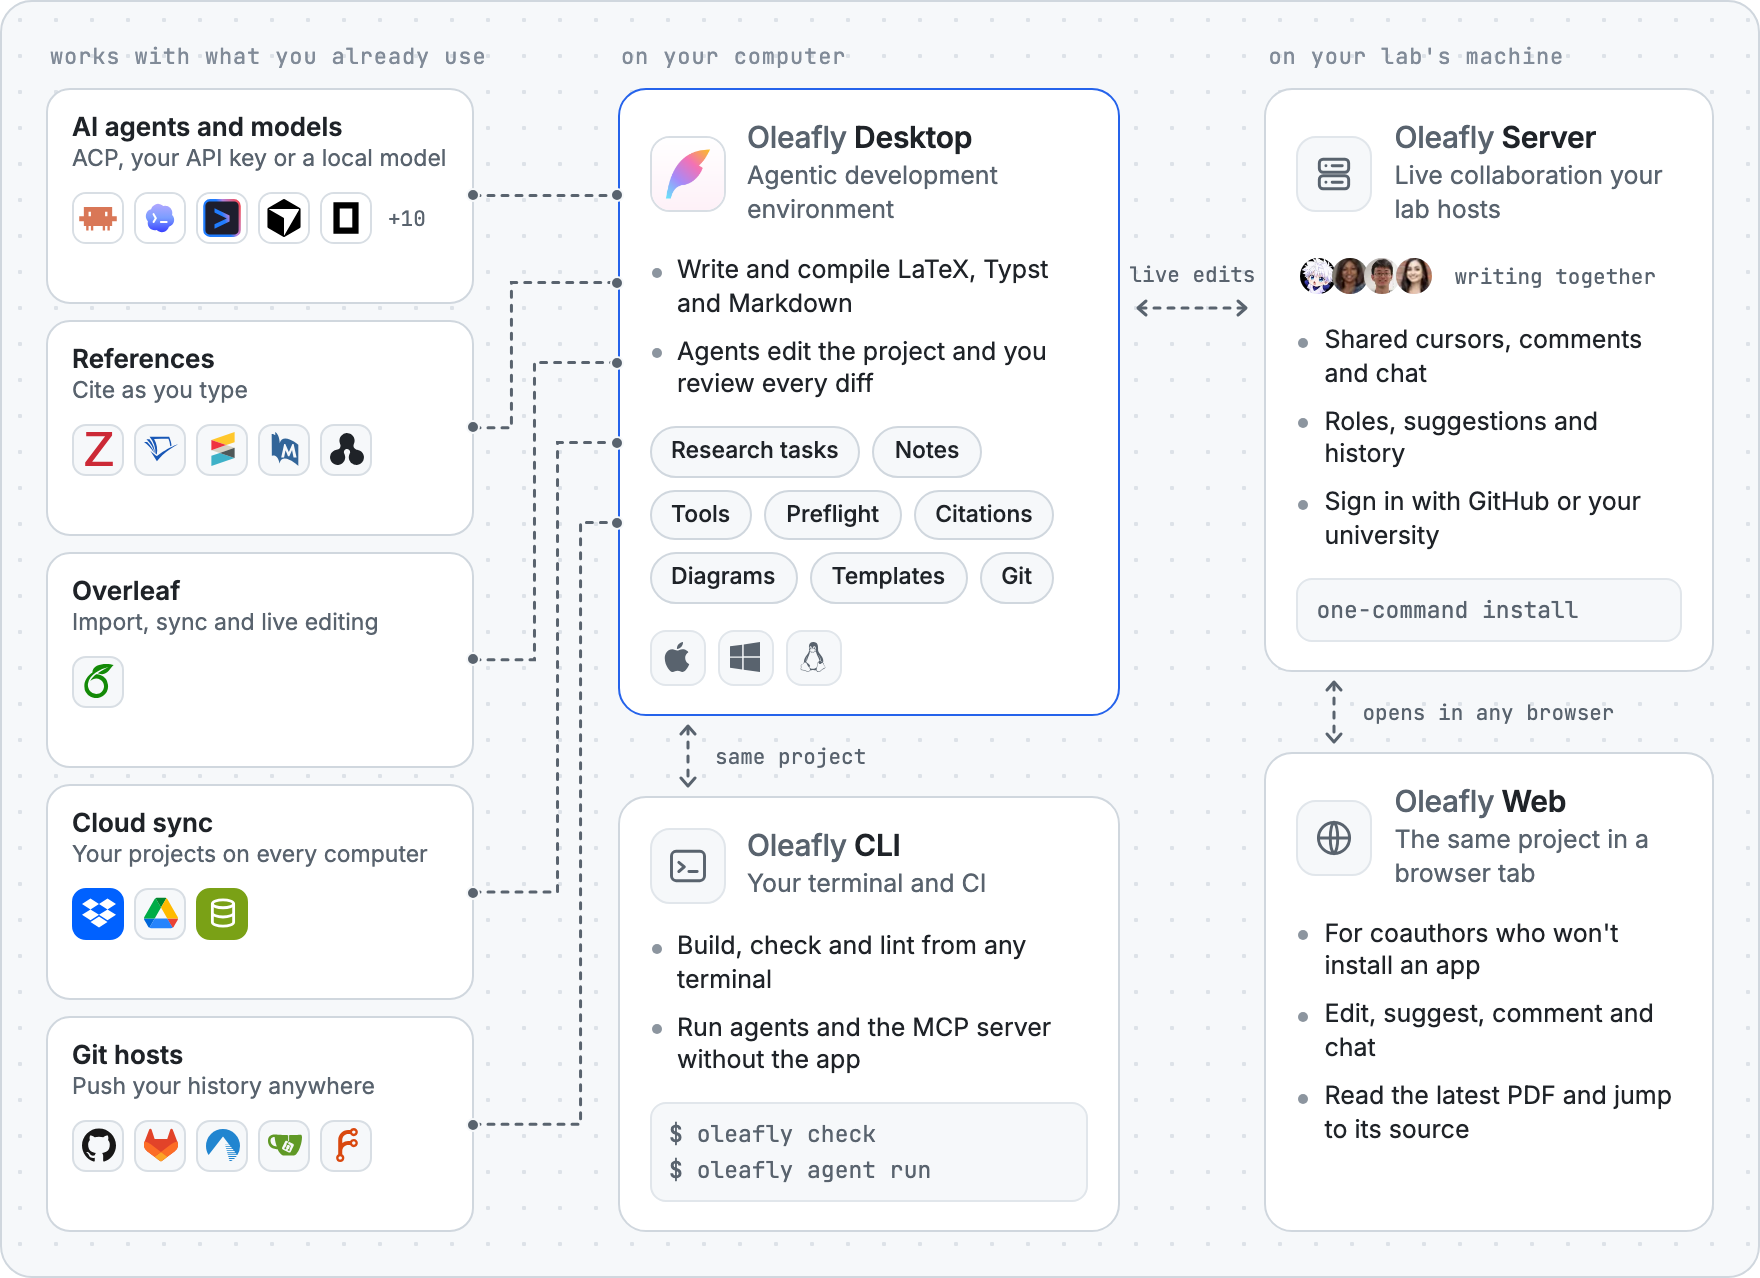 works with what you already use
AI agents and models
ACP, your API key or a local model
+10
References
Cite as you type
Z
M
Overleaf
Import, sync and live editing
Cloud sync
Your projects on every computer
Git hosts
Push your history anywhere
on your computer
Oleafly Desktop
Agentic development
environment
Write and compile LaTeX, Typst
and Markdown
Agents edit the project and you
review every diff
Research tasks
Notes
Tools
Preflight
Citations
Diagrams
Templates
Git
same project
Oleafly CLI
Your terminal and CI
Build, check and lint from any
terminal
Run agents and the MCP server
without the app
$ oleafly check
$ oleafly agent run
live edits
on your lab's machine
Oleafly Server
Live collaboration your
lab hosts
writing together
Shared cursors, comments
and chat
Roles, suggestions and
history
Sign in with GitHub or your
university
one-command install
opens in any browser
Oleafly Web
The same project in a
browser tab
For coauthors who won't
install an app
Edit, suggest, comment and
chat
Read the latest PDF and jump
to its source